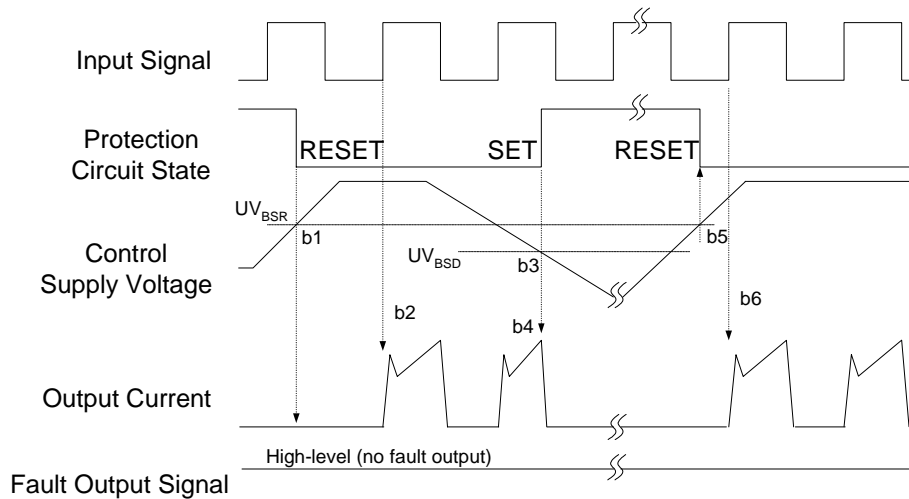 Input Signal
Protection
Circuit State
RESET
SET
RESET
UVBSR
b1
b5
Control
Supply Voltage
UVBSD
b3
b2
b4
b6
Output Current
High-level (no fault output)
Fault Output Signal